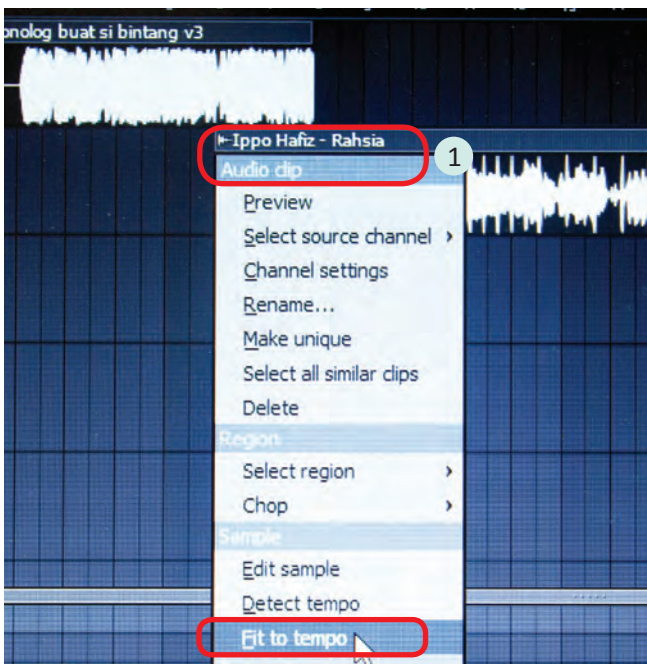 onolog buat si bintang v3
Ippo Hafiz - Rahsia
1
Audio clip
Preview
Select source channel
Channel settings
Rename...
Make unique
Select all similar clips
Delete
Region
Select region
Chop
Sample
Edit sample
Detect tempo
Fit to tempo